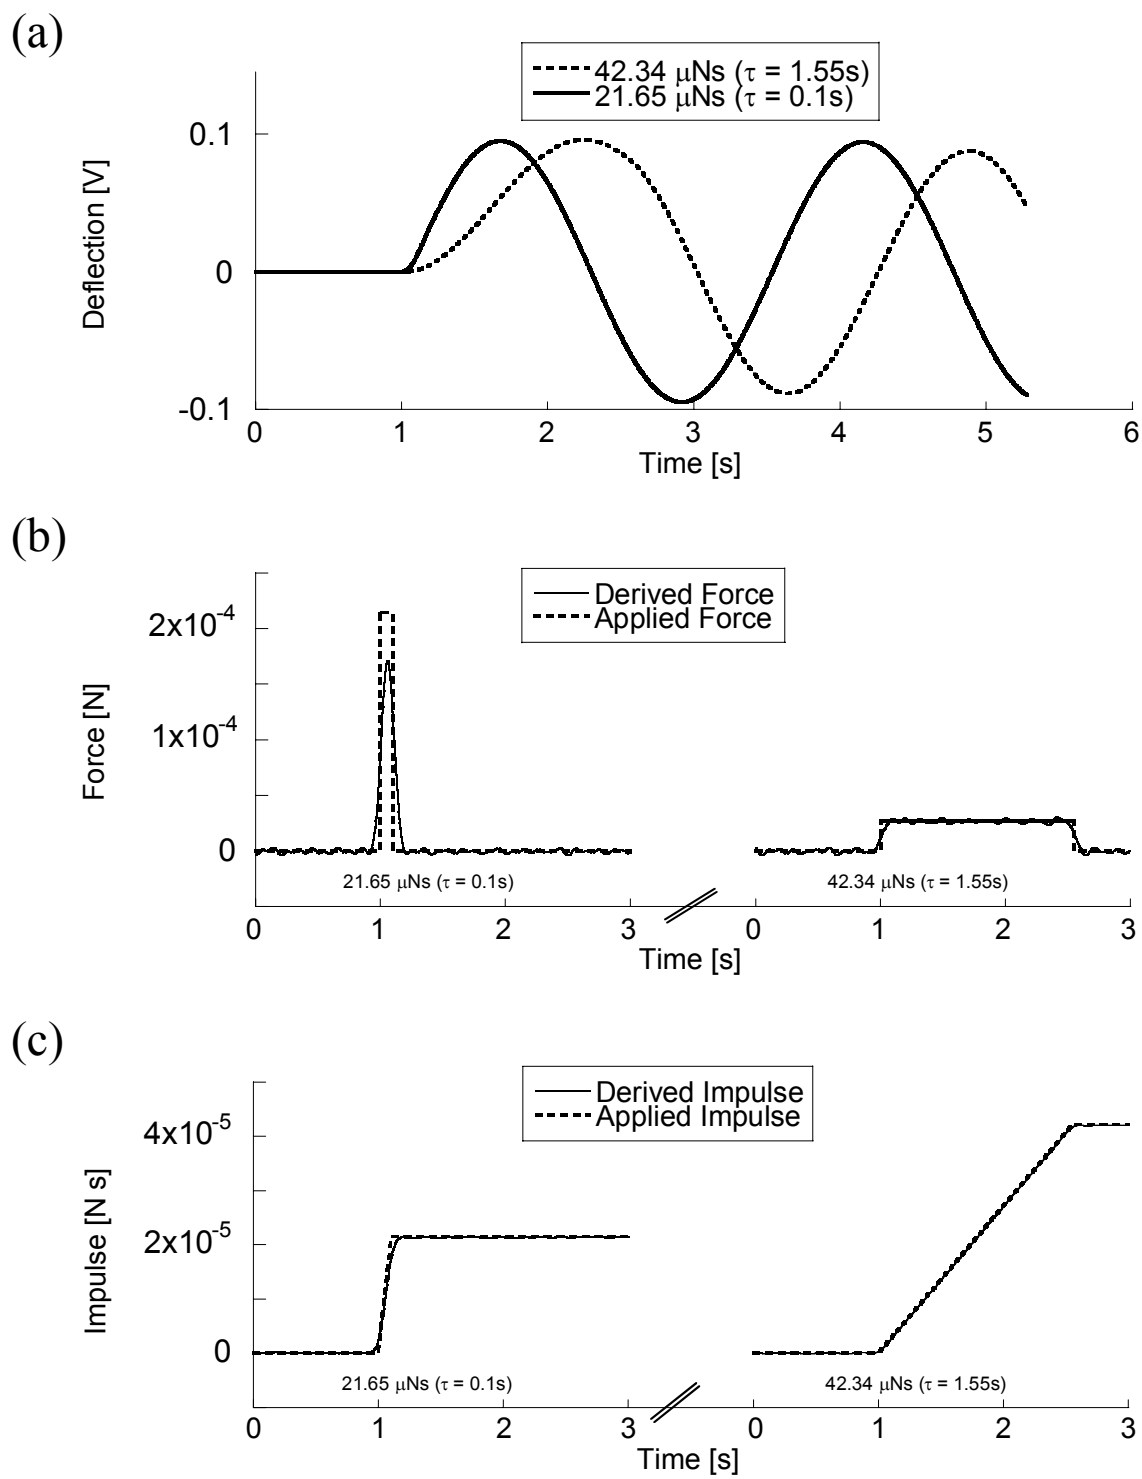 (a)
42.34 μNs (τ = 1.55s)
21.65 μNs (τ = 0.1s)
0.1
0
-0.1
Deflection [V]
0 1 2 3 4 5 6
Time [s]
(b)
Derived Force
Applied Force
2x10⁻⁴
1x10⁻⁴
0
Force [N]
21.65 μNs (τ = 0.1s) 42.34 μNs (τ = 1.55s)
0 1 2 3 0 1 2 3
Time [s]
(c)
Derived Impulse
Applied Impulse
4x10⁻⁵
2x10⁻⁵
0
Impulse [N s]
21.65 μNs (τ = 0.1s) 42.34 μNs (τ = 1.55s)
0 1 2 3 0 1 2 3
Time [s]